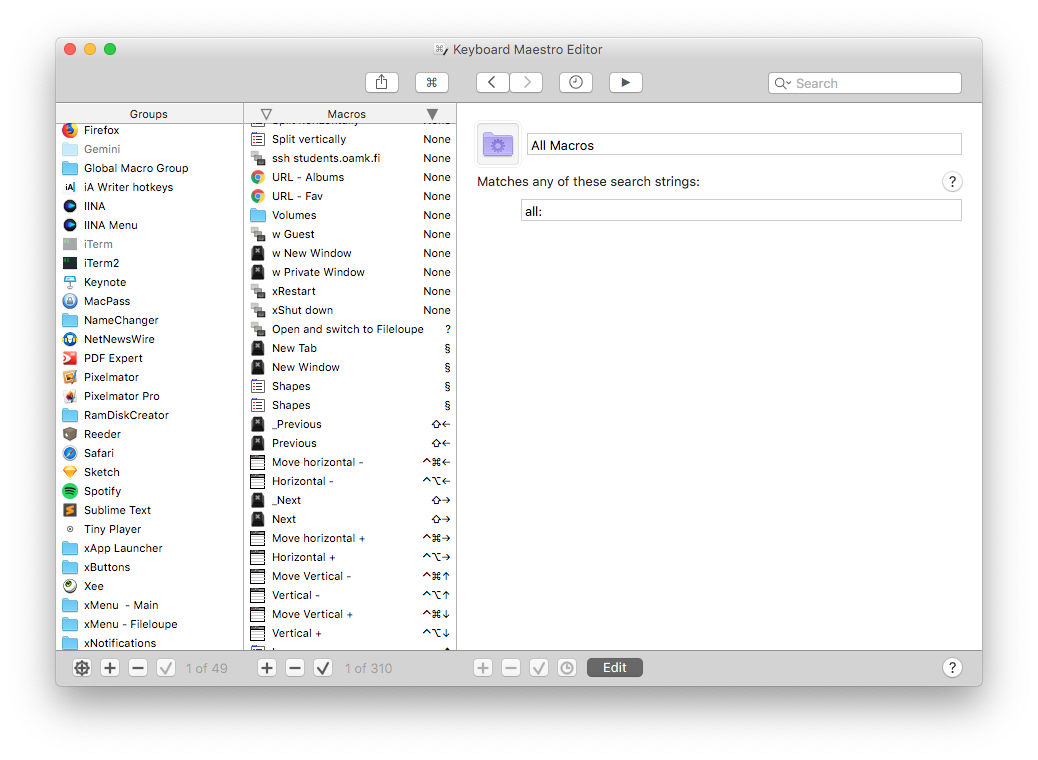 Keyboard Maestro Editor
Search
Groups
Macros
Firefox
Gemini
Global Macro Group
iA Writer hotkeys
IINA
IINA Menu
iTerm
iTerm2
Keynote
MacPass
NameChanger
NetNewsWire
PDF Expert
Pixelmator
Pixelmator Pro
RamDiskCreator
Reeder
Safari
Sketch
Spotify
Sublime Text
Tiny Player
xApp Launcher
xButtons
Xee
xMenu - Main
xMenu - Fileloupe
xNotifications
Split vertically None
ssh students.oamk.fi None
URL - Albums None
URL - Fav None
Volumes None
w Guest None
w New Window None
w Private Window None
xRestart None
xShut down None
Open and switch to Fileloupe ?
New Tab §
New Window §
Shapes §
Shapes §
_Previous ⇧←
Previous ⇧←
Move horizontal - ^⌘←
Horizontal - ^⌥←
_Next ⇧→
Next ⇧→
Move horizontal + ^⌘→
Horizontal + ^⌥→
Move Vertical - ^⌘↑
Vertical - ^⌥↑
Move Vertical + ^⌘↓
Vertical + ^⌥↓
All Macros
Matches any of these search strings: ?
all:
1 of 49
1 of 310
Edit
?